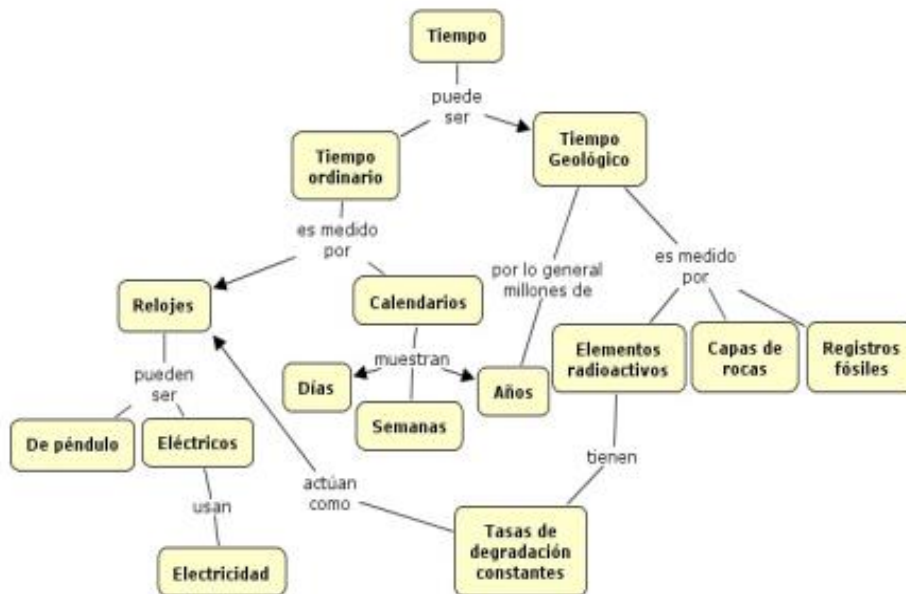 Tiempo
puede
ser
Tiempo
ordinario
Tiempo
Geológico
es medido
por
por lo general
millones de
es medido
por
Relojes
Calendarios
Elementos
radioactivos
Capas de
rocas
Registros
fósiles
pueden
ser
muestran
Días
Semanas
Años
De péndulo
Eléctricos
usan
Electricidad
actúan
como
tienen
Tasas de
degradación
constantes